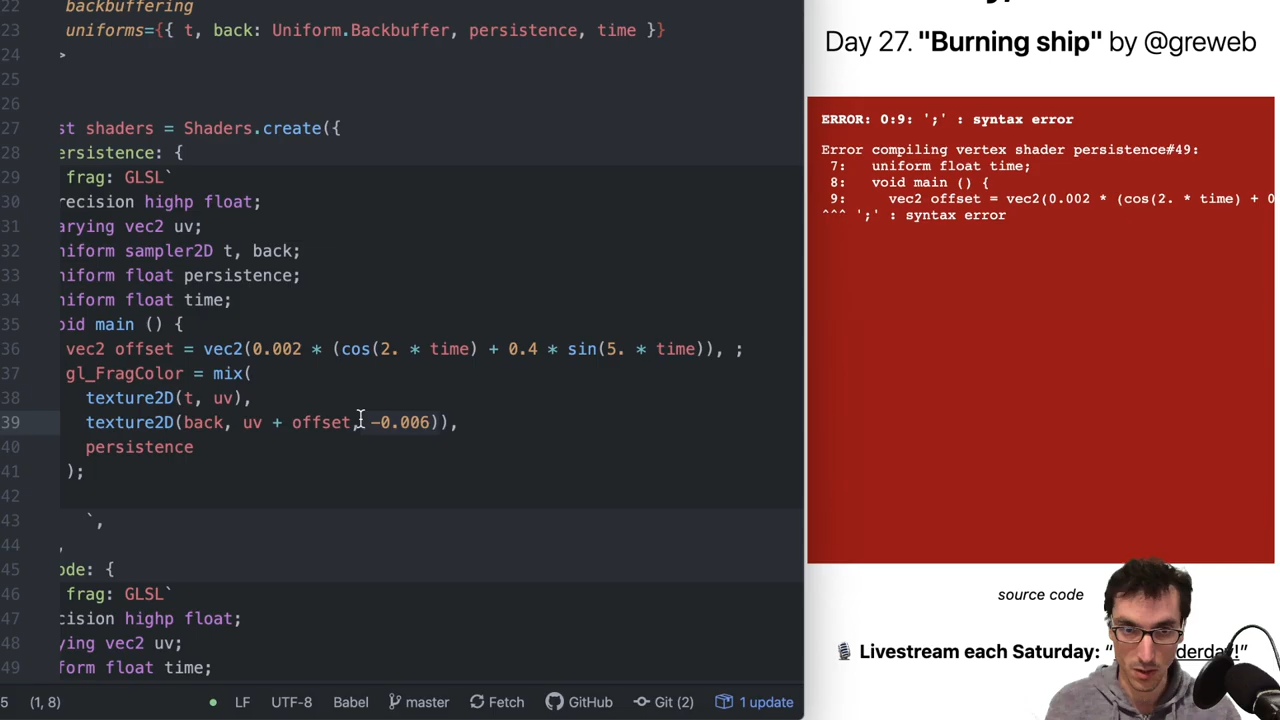 22 backbuffering
23 uniforms={{ t, back: Uniform.Backbuffer, persistence, time }}
24 >
25
26
27 st shaders = Shaders.create({
28 ersistence: {
29 frag: GLSL`
30 recision highp float;
31 arying vec2 uv;
32 niform sampler2D t, back;
33 niform float persistence;
34 niform float time;
35 oid main () {
36 vec2 offset = vec2(0.002 * (cos(2. * time) + 0.4 * sin(5. * time)), ;
37 gl_FragColor = mix(
38 texture2D(t, uv),
39 texture2D(back, uv + offset, -0.006)),
40 persistence
41 );
42
43 `,
44 ,
45 ode: {
46 frag: GLSL`
47 cision highp float;
48 ying vec2 uv;
49 form float time;
5 (1, 8) LF UTF-8 Babel master Fetch GitHub Git (2) 1 update
Day 27. "Burning ship" by @greweb
ERROR: 0:9: ';' : syntax error
Error compiling vertex shader persistence#49:
7: uniform float time;
8: void main () {
9: vec2 offset = vec2(0.002 * (cos(2. * time) + 0
^^^ ';' : syntax error
source code
🎙️ Livestream each Saturday: “ derday!”